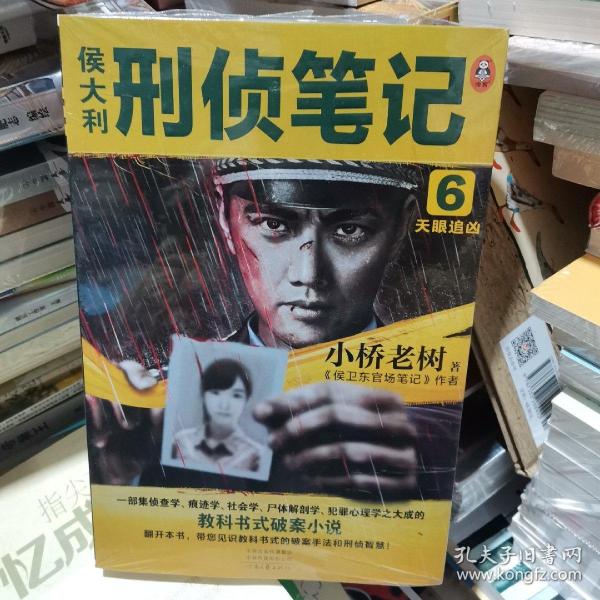 侯大利
刑侦笔记
6
天眼追凶
小桥老树 著
《侯卫东官场笔记》作者
一部集侦查学、痕迹学、社会学、尸体解剖学、犯罪心理学之大成的
教科书式破案小说
翻开本书，带您见识教科书式的破案手法和刑侦智慧！
指尖
忆成
孔夫子旧书网
www.kongfz.com